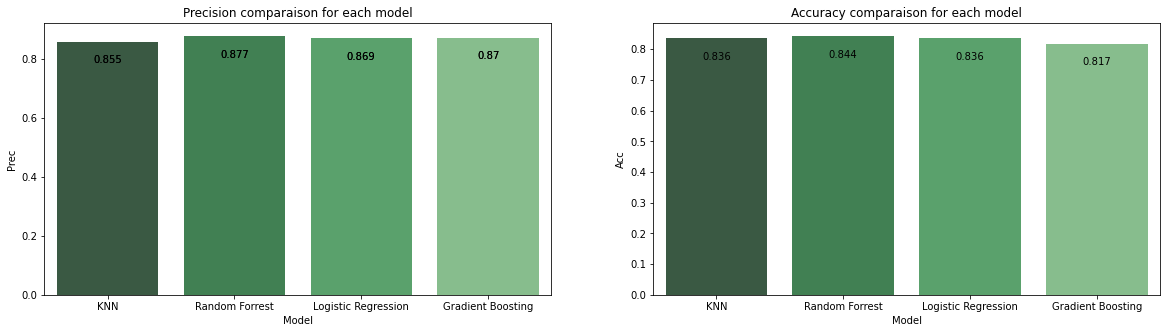 Precision comparaison for each model
Prec
0.8
0.6
0.4
0.2
0.0
0.855
0.877
0.869
0.87
KNN
Random Forrest
Logistic Regression
Gradient Boosting
Model
Accuracy comparaison for each model
Acc
0.8
0.7
0.6
0.5
0.4
0.3
0.2
0.1
0.0
0.836
0.844
0.836
0.817
KNN
Random Forrest
Logistic Regression
Gradient Boosting
Model